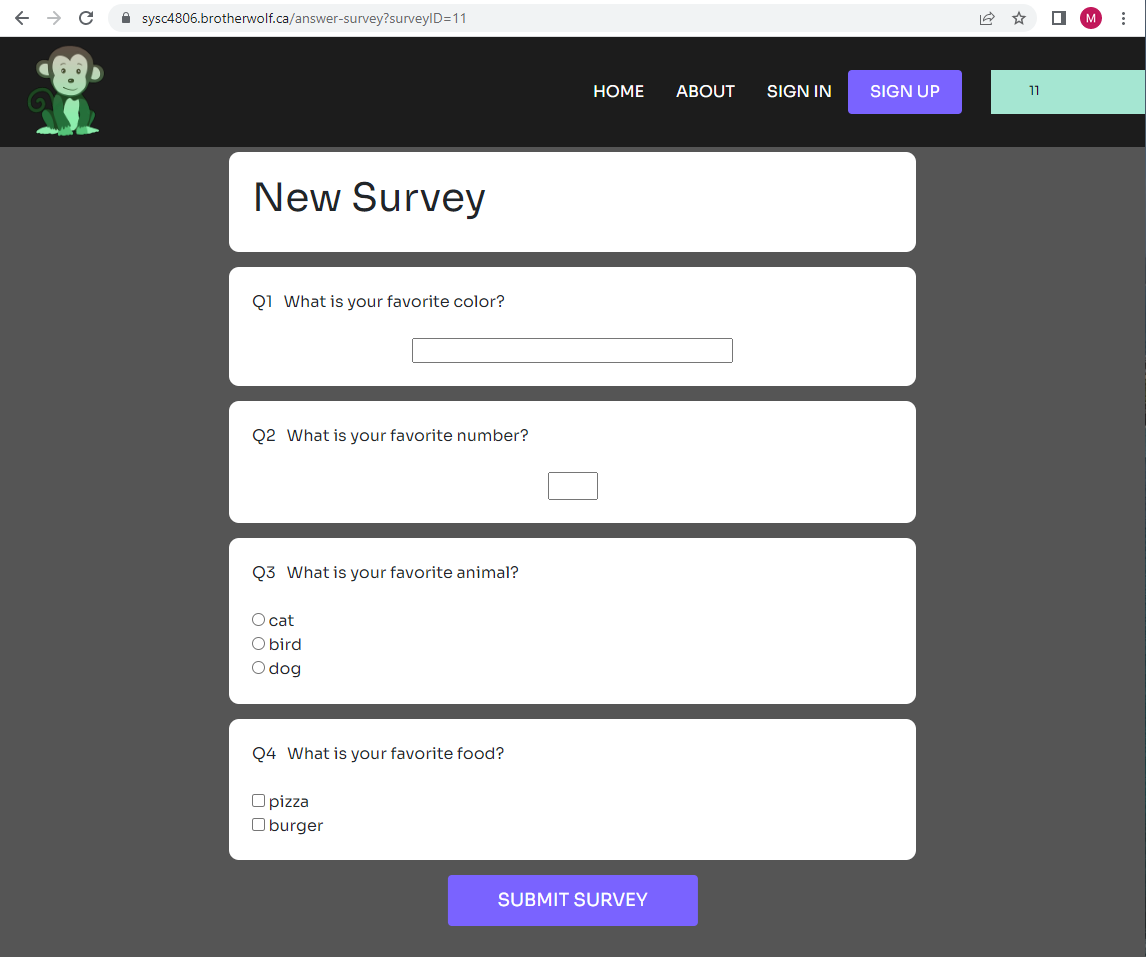 sysc4806.brotherwolf.ca/answer-survey?surveyID=11
M
HOME ABOUT SIGN IN SIGN UP 11
New Survey
Q1 What is your favorite color?
Q2 What is your favorite number?
Q3 What is your favorite animal?
cat
bird
dog
Q4 What is your favorite food?
pizza
burger
SUBMIT SURVEY